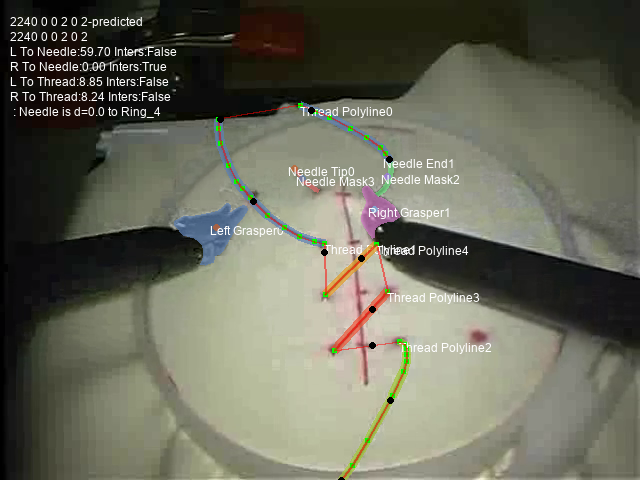 2240 0 0 2 0 2-predicted
2240 0 0 2 0 2
L To Needle:59.70 Inters:False
R To Needle:0.00 Inters:True
L To Thread:8.85 Inters:False
R To Thread:8.24 Inters:False
: Needle is d=0.0 to Ring_4
Thread Polyline0
Needle End1
Needle Tip0
Needle Mask3
Needle Mask2
Right Grasper1
Left Grasper0
Thread Polyline4
Thread Polyline3
Thread Polyline2